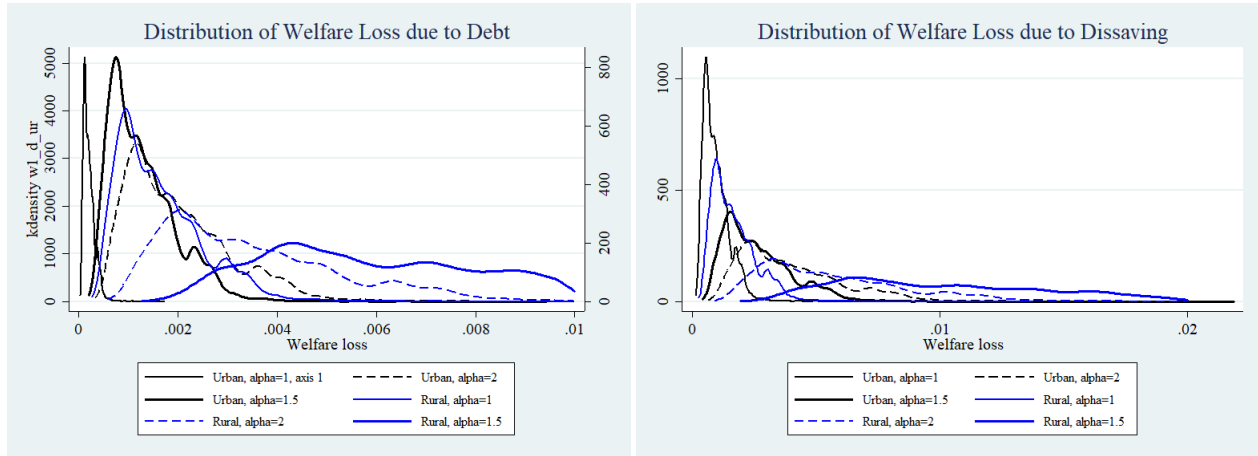 Distribution of Welfare Loss due to Debt
kdensity w1_d_ur
5000
4000
3000
2000
1000
0
800
600
400
200
0
0 .002 .004 .006 .008 .01
Welfare loss
Urban, alpha=1, axis 1 Urban, alpha=2
Urban, alpha=1.5 Rural, alpha=1
Rural, alpha=2 Rural, alpha=1.5
Distribution of Welfare Loss due to Dissaving
1000
500
0
0 .01 .02
Welfare loss
Urban, alpha=1 Urban, alpha=2
Urban, alpha=1.5 Rural, alpha=1
Rural, alpha=2 Rural, alpha=1.5